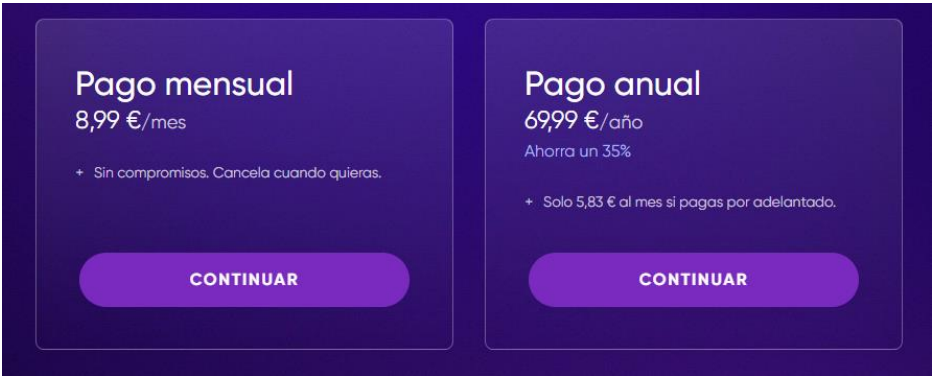 Pago mensual
8,99 €/mes
+ Sin compromisos. Cancela cuando quieras.
CONTINUAR
Pago anual
69,99 €/año
Ahorra un 35%
+ Solo 5,83 € al mes si pagas por adelantado.
CONTINUAR